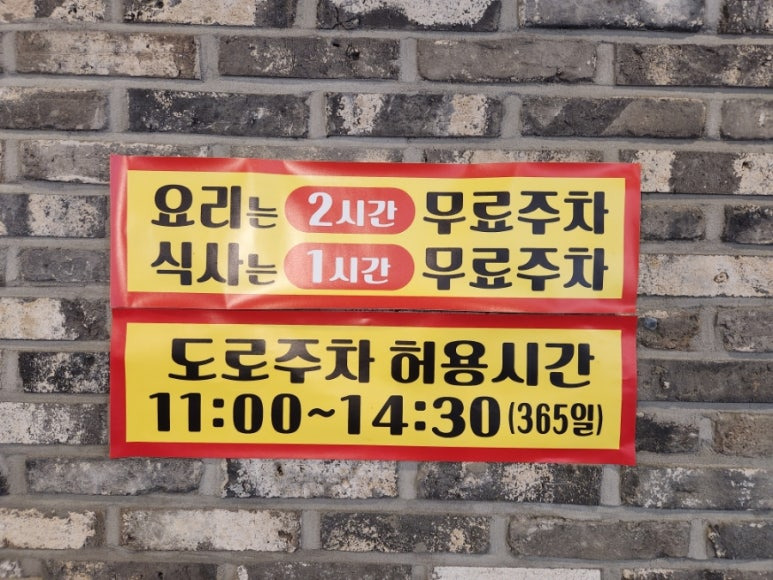 요리는 2시간 무료주차
식사는 1시간 무료주차
도로주차 허용시간
11:00~14:30(365일)